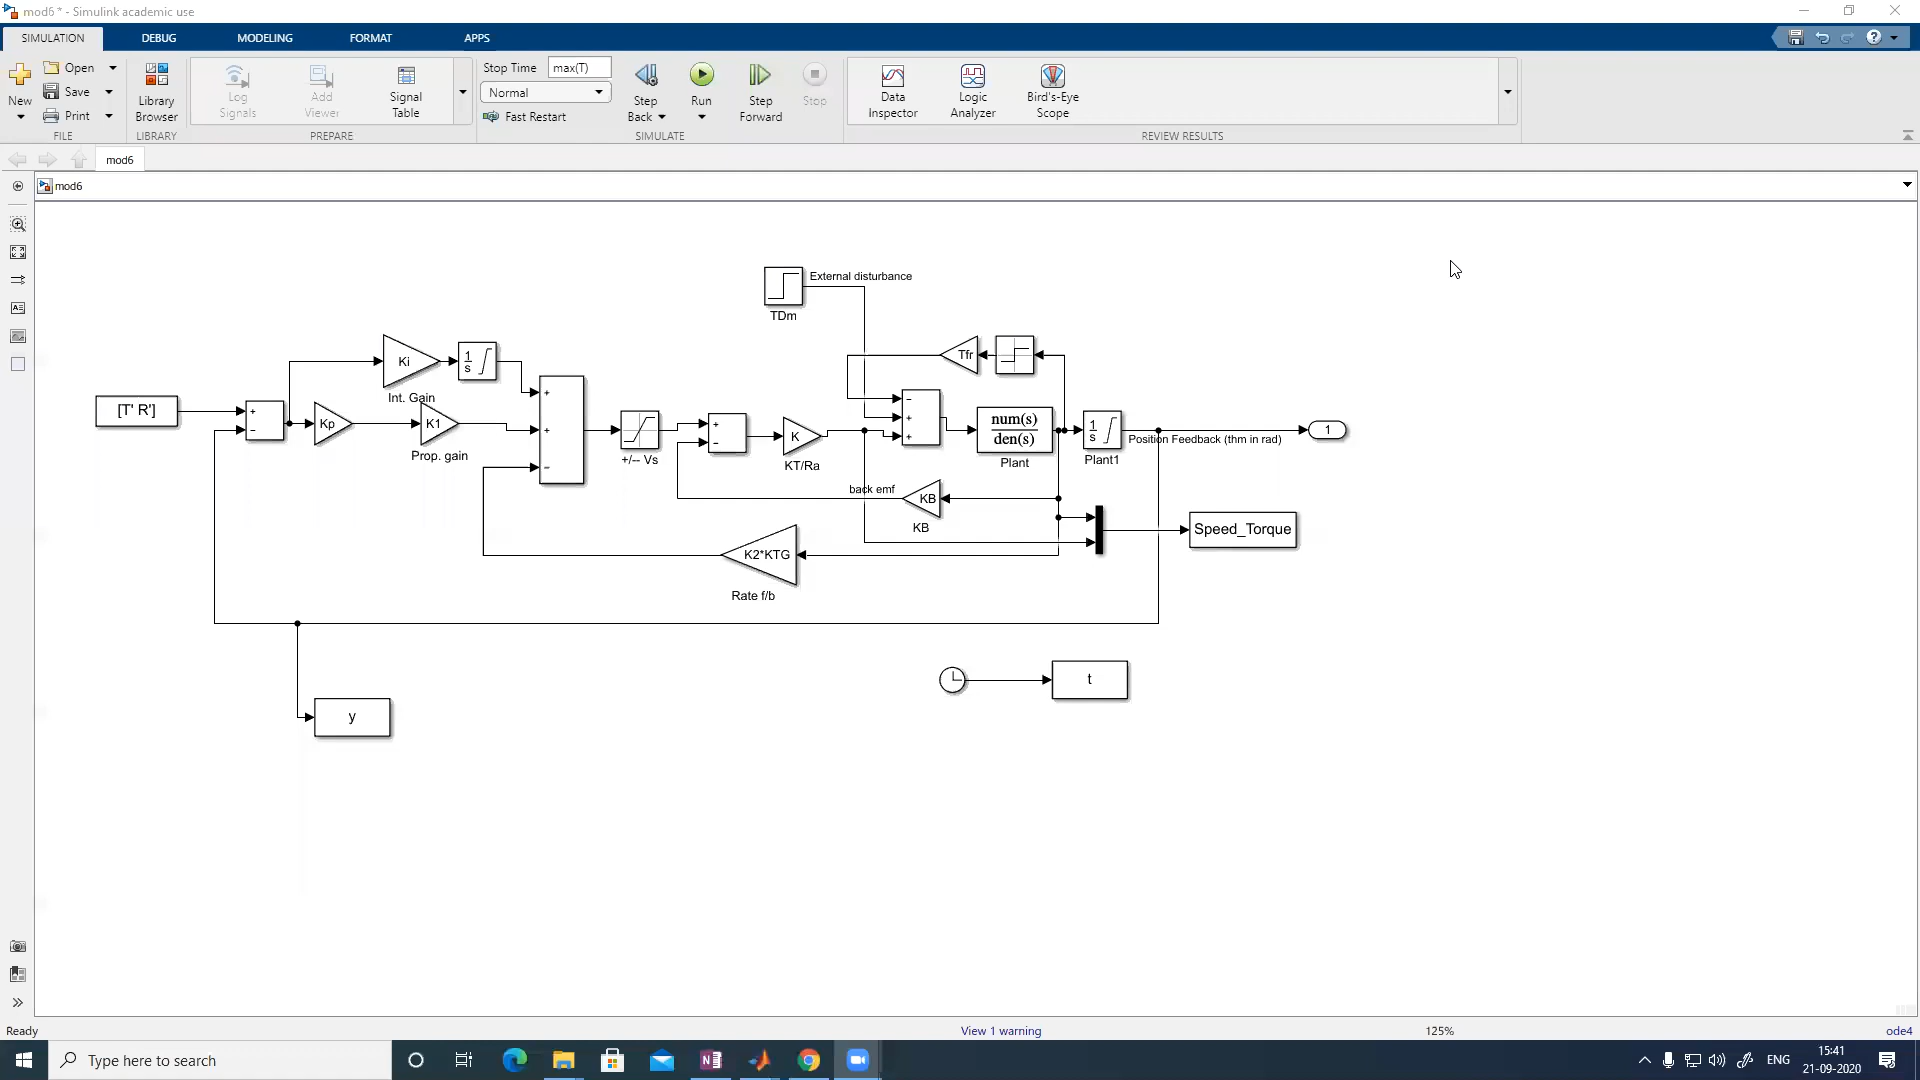 mod6 * - Simulink academic use
SIMULATION DEBUG MODELING FORMAT APPS
New
Open
Save
Print
FILE
Library
Browser
LIBRARY
Log
Signals
Add
Viewer
Signal
Table
PREPARE
Stop Time max(T)
Normal
Fast Restart
Step
Back
Run
Step
Forward
Stop
SIMULATE
Data
Inspector
Logic
Analyzer
Bird's-Eye
Scope
REVIEW RESULTS
mod6
mod6
External disturbance
TDm
Tfr
Ki
1
s
Int. Gain
[T' R']
+
−
Kp
K1
Prop. gain
+
+
−
+/-- Vs
+
−
K
KT/Ra
−
+
+
num(s)
den(s)
Plant
1
s
Plant1
Position Feedback (thm in rad)
1
back emf
KB
KB
K2*KTG
Rate f/b
Speed_Torque
t
y
Ready
View 1 warning
125%
ode4
Type here to search
ENG
15:41
21-09-2020